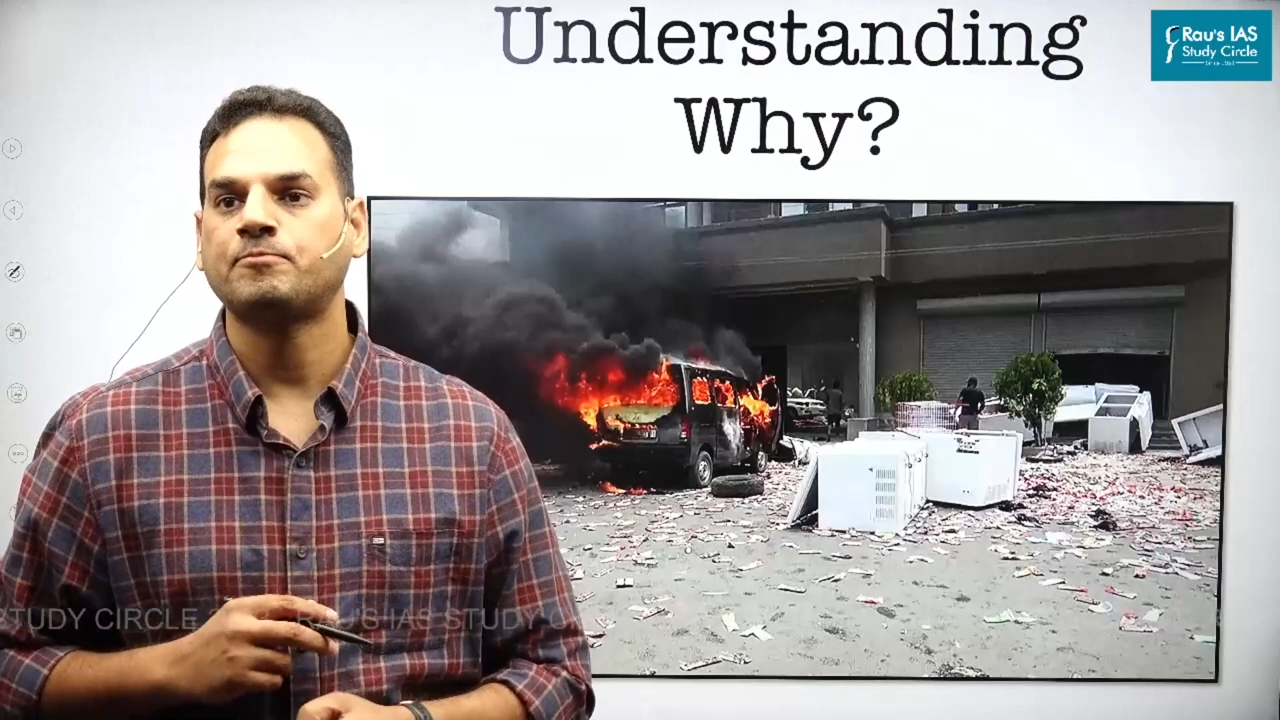 Understanding
Why?
Rau's IAS
Study Circle
STUDY CIRCLE
RAU'S IAS STUDY